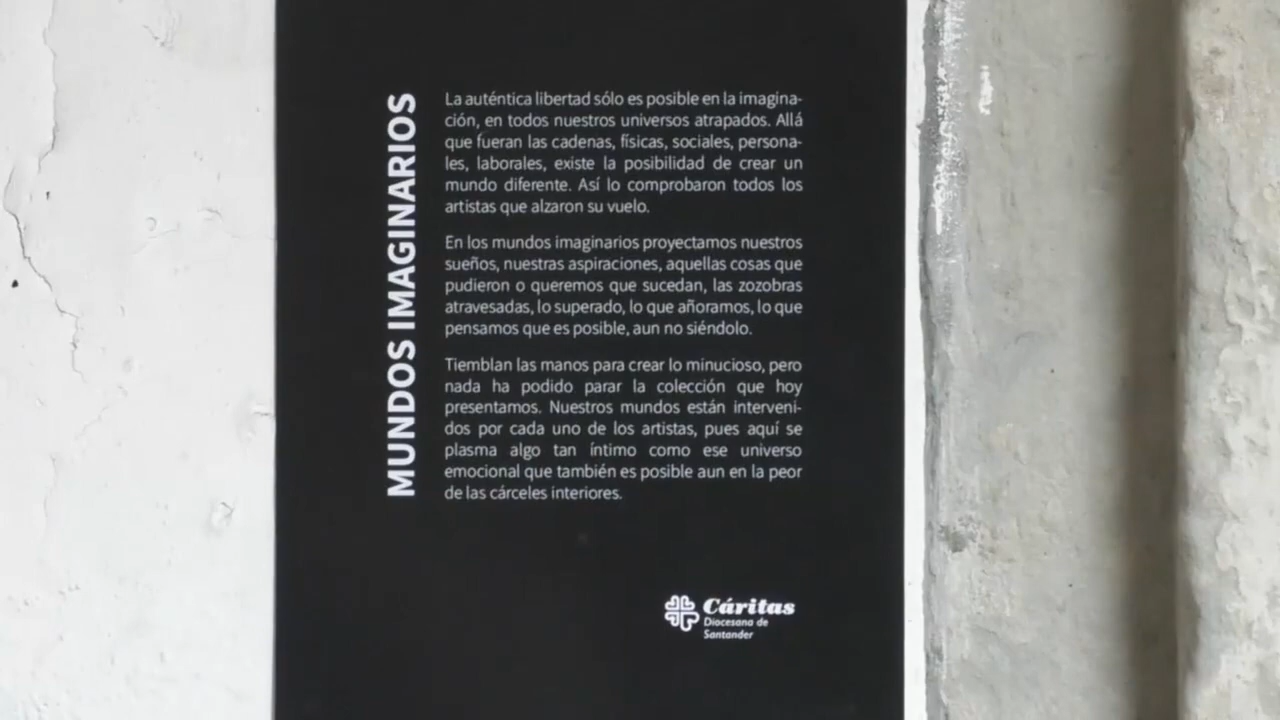 MUNDOS IMAGINARIOS
La auténtica libertad sólo es posible en la imagina-
ción, en todos nuestros universos atrapados. Allá
que fueran las cadenas, físicas, sociales, persona-
les, laborales, existe la posibilidad de crear un
mundo diferente. Así lo comprobaron todos los
artistas que alzaron su vuelo.
En los mundos imaginarios proyectamos nuestros
sueños, nuestras aspiraciones, aquellas cosas que
pudieron o queremos que sucedan, las zozobras
atravesadas, lo superado, lo que añoramos, lo que
pensamos que es posible, aun no siéndolo.
Tiemblan las manos para crear lo minucioso, pero
nada ha podido parar la colección que hoy
presentamos. Nuestros mundos están interveni-
dos por cada uno de los artistas, pues aquí se
plasma algo tan íntimo como ese universo
emocional que también es posible aun en la peor
de las cárceles interiores.
Cáritas
Diocesana de
Santander